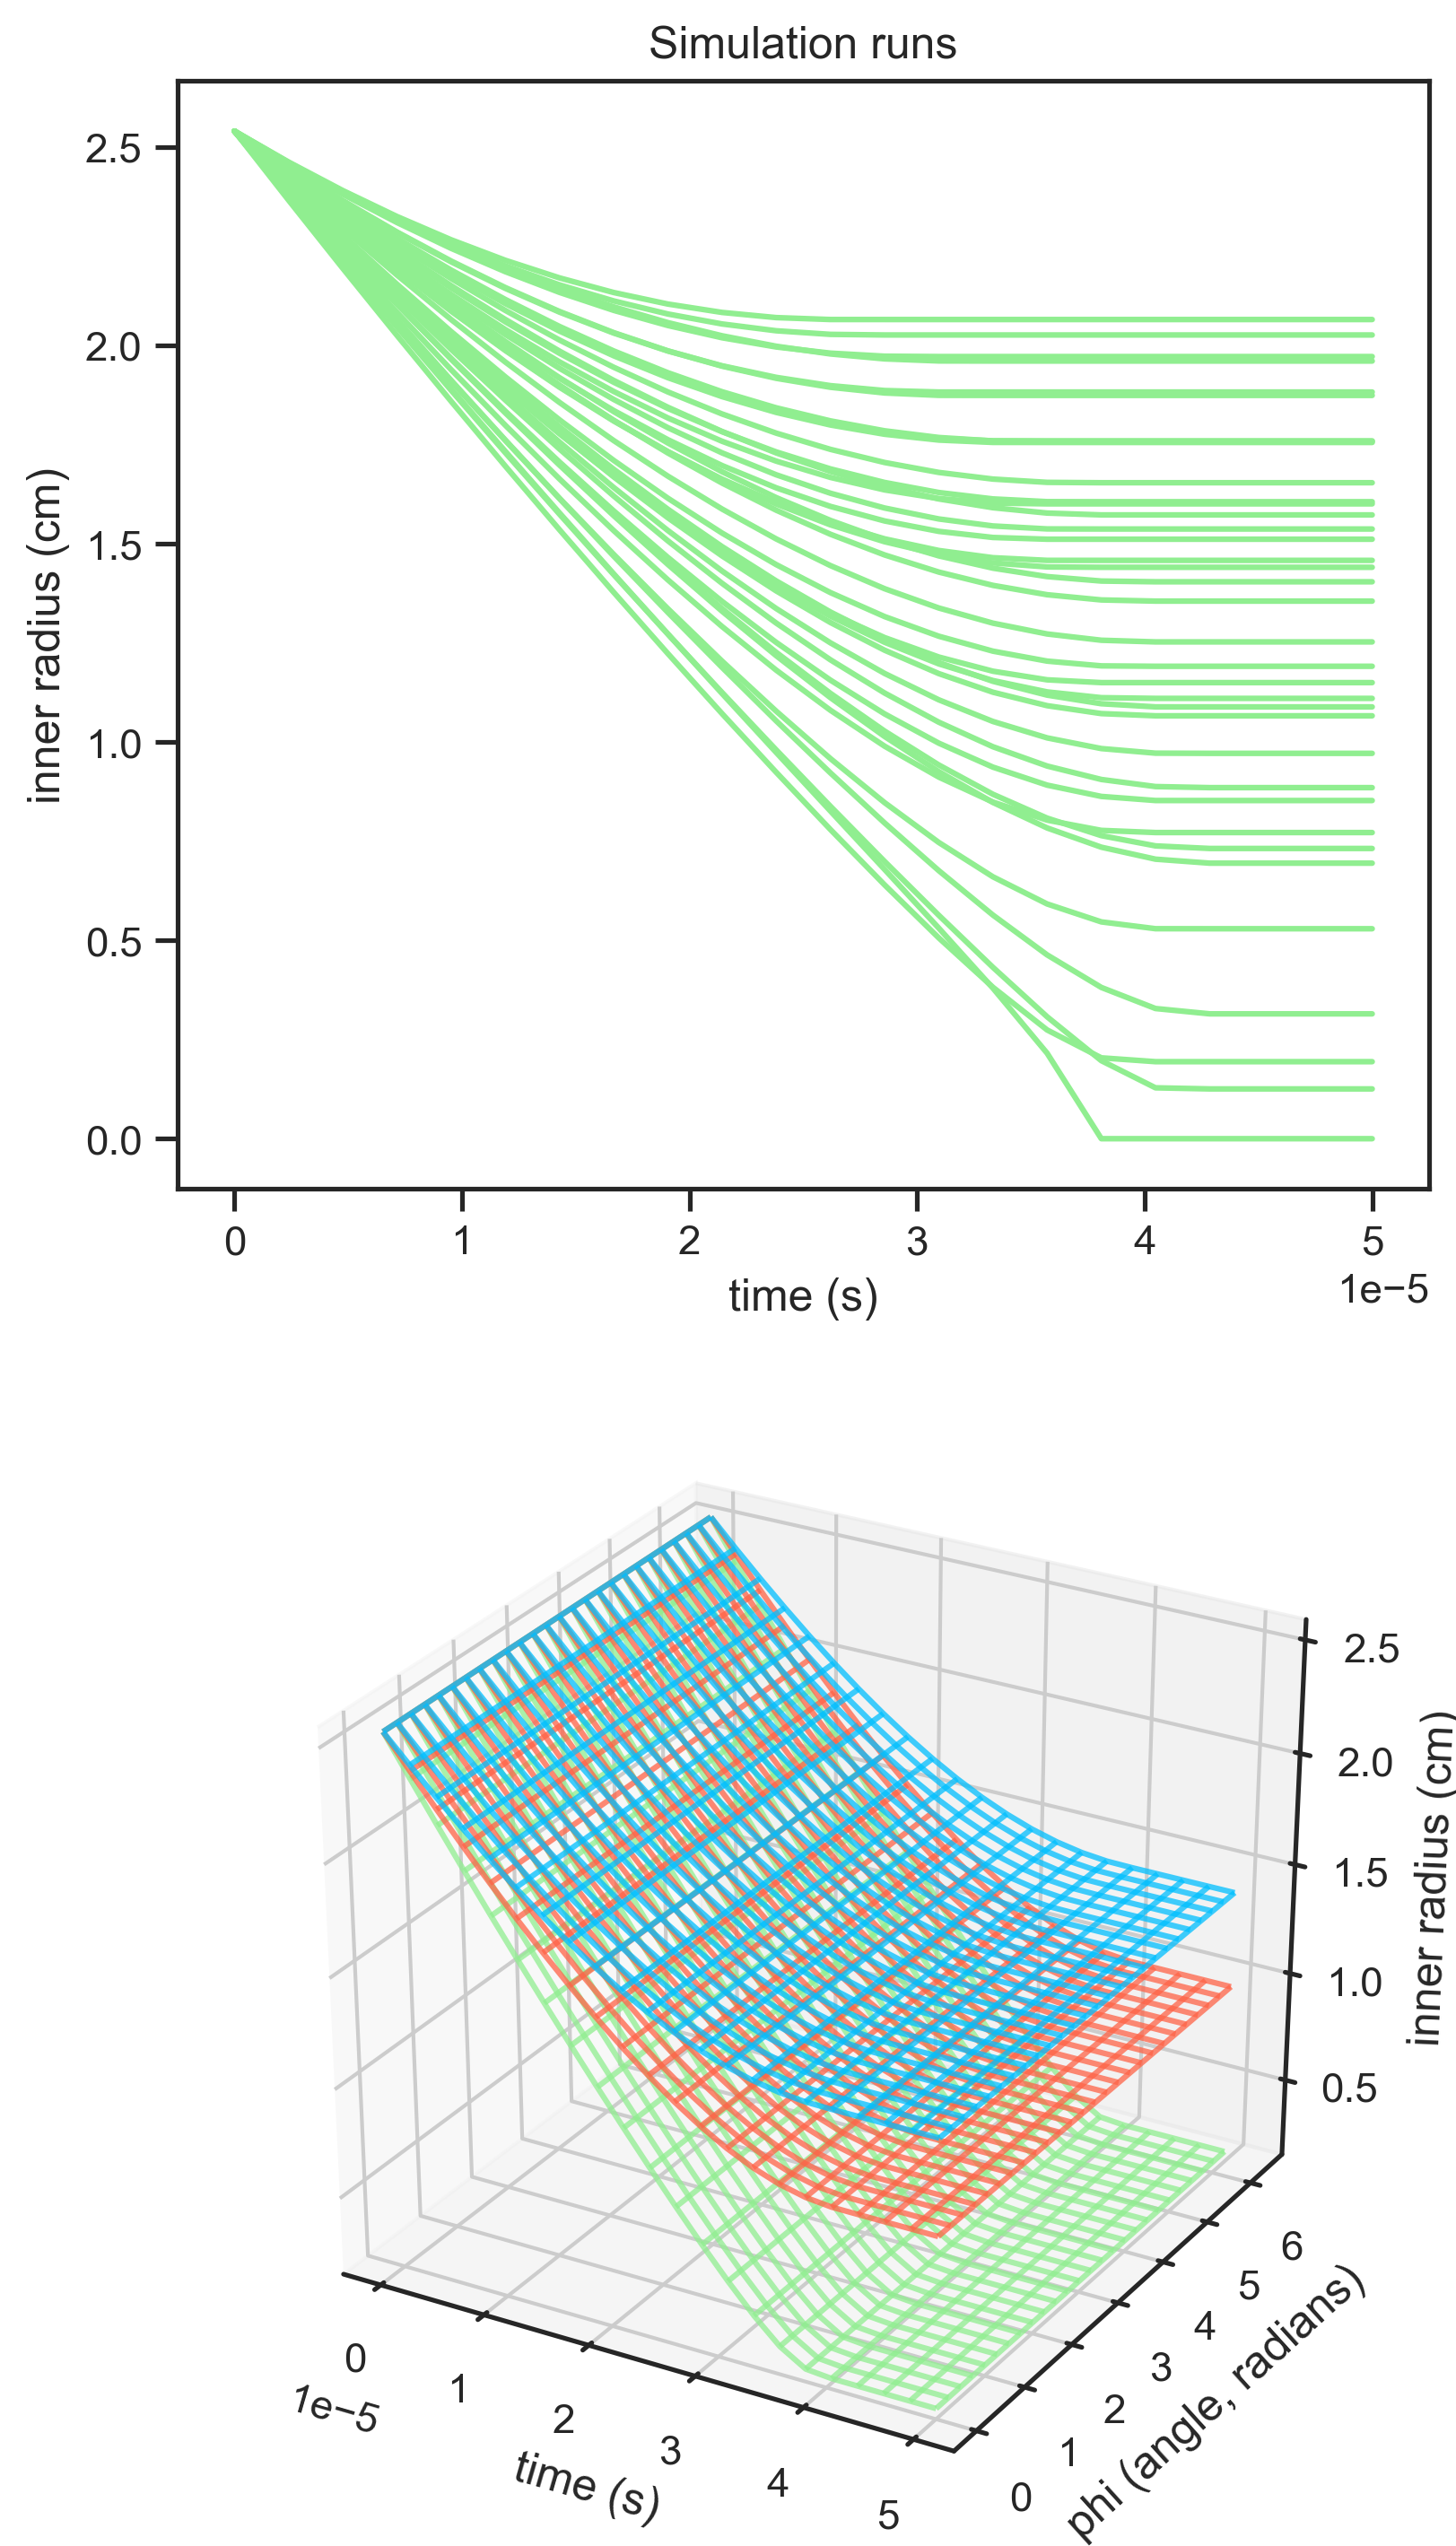 Simulation runs
2.5
2.0
1.5
1.0
0.5
0.0
inner radius (cm)
0 1 2 3 4 5
1e−5
time (s)
2.5
2.0
1.5
1.0
0.5
inner radius (cm)
0 1 2 3 4 5
1e−5
time (s)
0 1 2 3 4 5 6
phi (angle, radians)